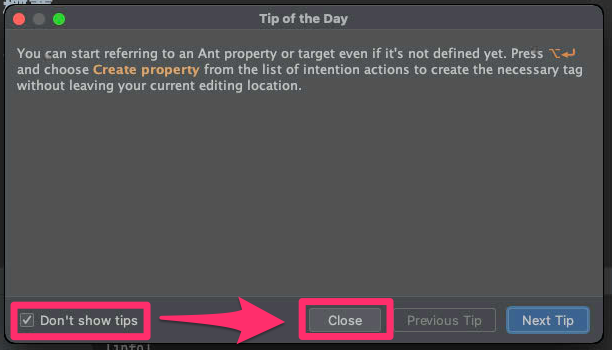 Tip of the Day
You can start referring to an Ant property or target even if it's not defined yet. Press ⌥↩
and choose Create property from the list of intention actions to create the necessary tag
without leaving your current editing location.
Don't show tips
Close
Previous Tip
Next Tip